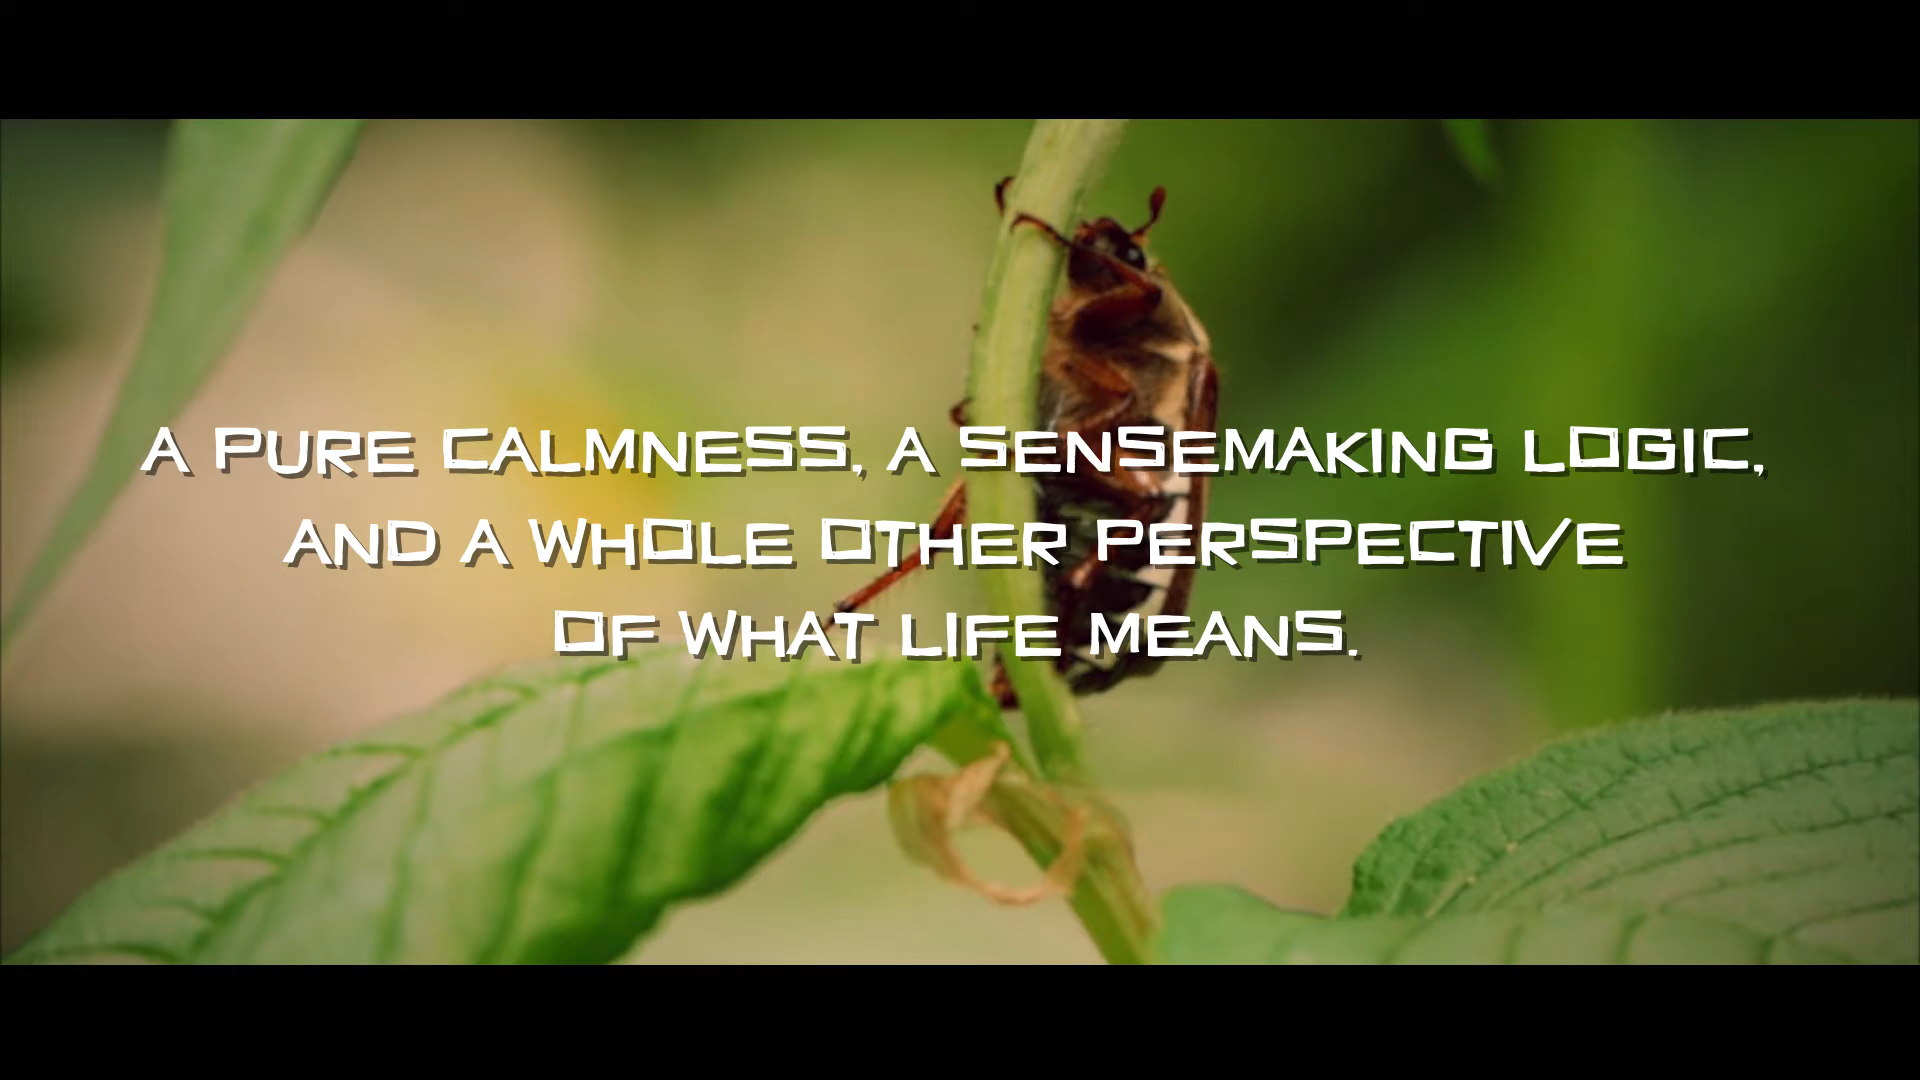 A PURE CALMNESS, A SENSEMAKING LOGIC,
AND A WHOLE OTHER PERSPECTIVE
OF WHAT LIFE MEANS.